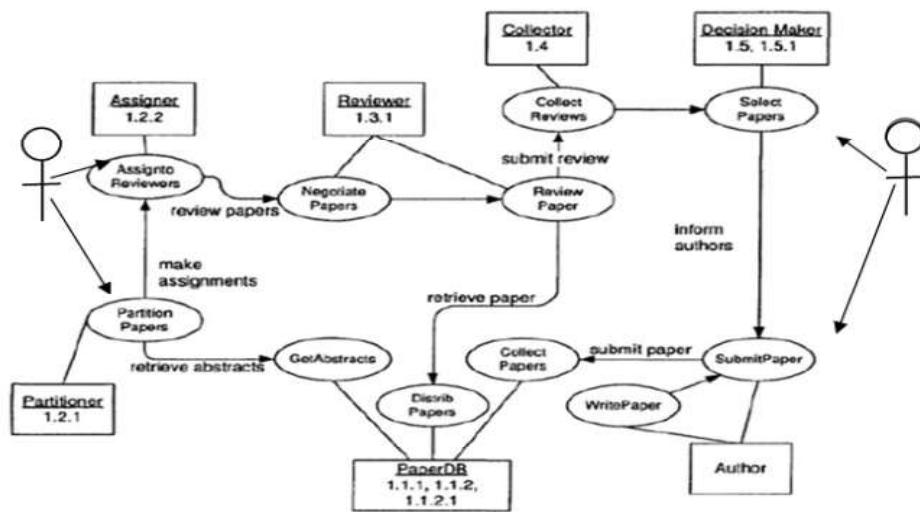 Collector
1.4
Decision Maker
1.5, 1.5.1
Assigner
1.2.2
Reviewer
1.3.1
Collect
Reviews
Select
Papers
submit review
Assignto
Reviewers
review papers
Negotiate
Papers
Review
Paper
inform
authors
make
assignments
retrieve paper
Partition
Papers
retrieve abstracts
GetAbstracts
Collect
Papers
submit paper
SubmitPaper
Distrib
Papers
WritePaper
Partitioner
1.2.1
PaperDB
1.1.1, 1.1.2,
1.1.2.1
Author